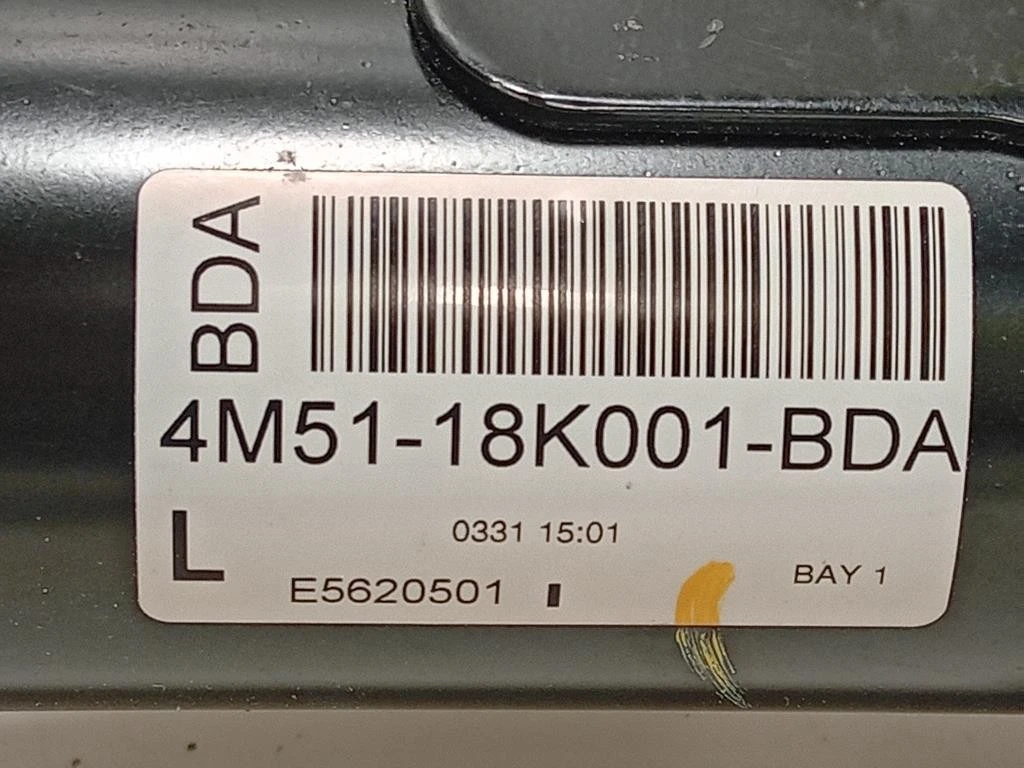 BDA
4M51-18K001-BDA
L
0331 15:01
E5620501
BAY 1